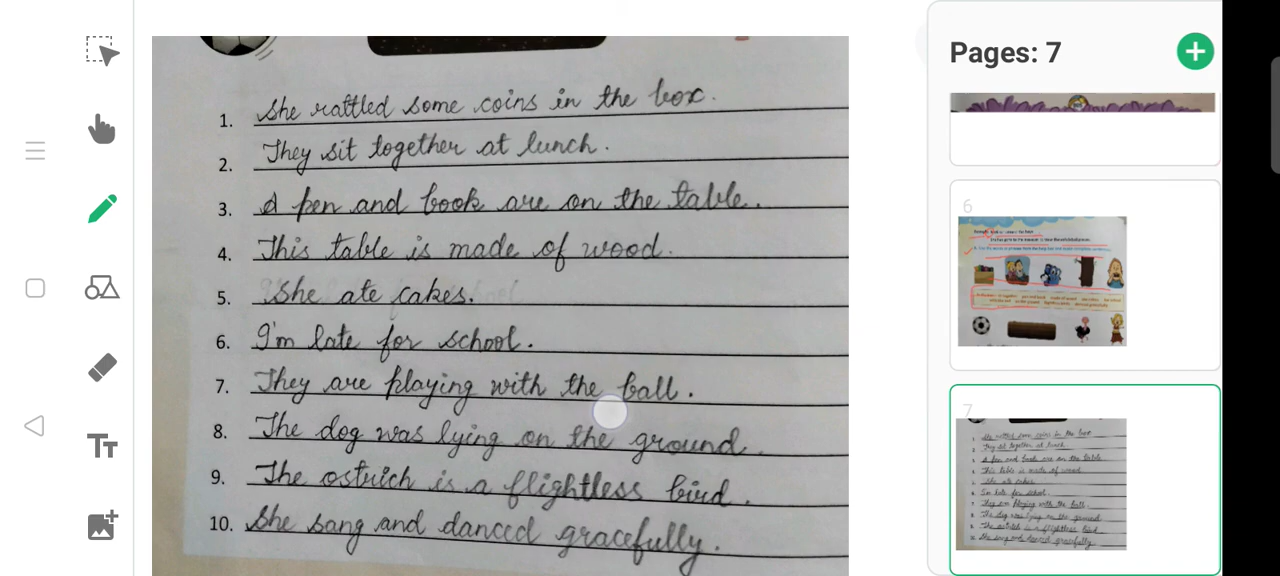 Pages: 7
1. She rattled some coins in the box.
2. They sit together at lunch.
3. A pen and book are on the table.
4. This table is made of wood.
5. She ate cakes.
6. I'm late for school.
7. They are playing with the ball.
8. The dog was lying on the ground.
9. The ostrich is a flightless bird.
10. She sang and danced gracefully.
TT
6
7